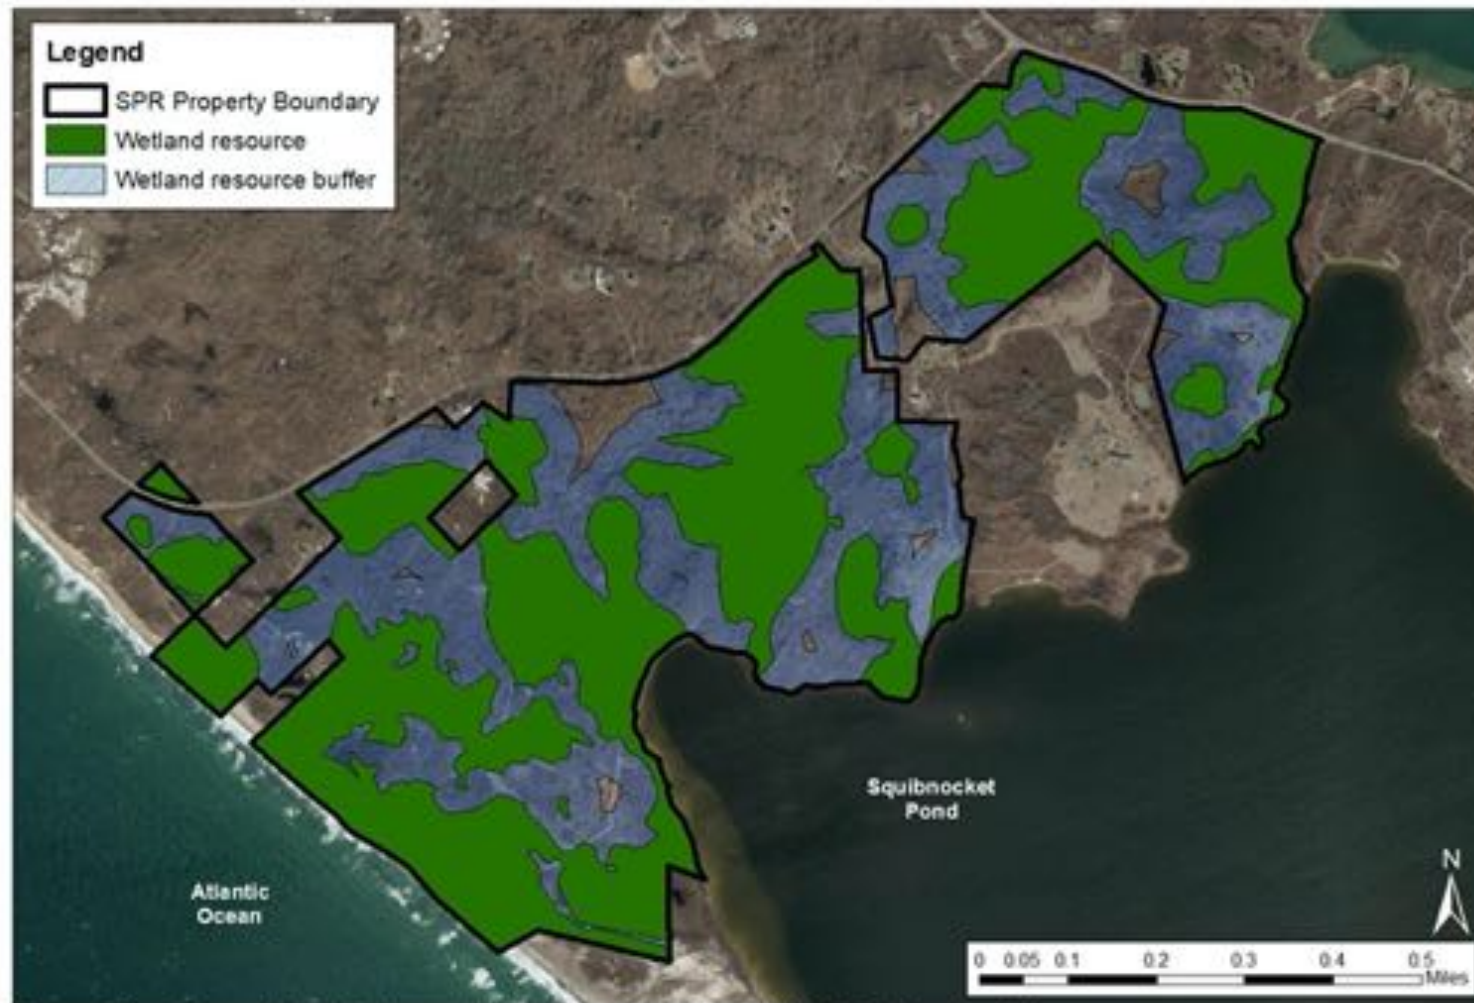 Legend
SPR Property Boundary
Wetland resource
Wetland resource buffer
Squibnocket
Pond
Atlantic
Ocean
N
0 0.05 0.1 0.2 0.3 0.4 0.5
Miles